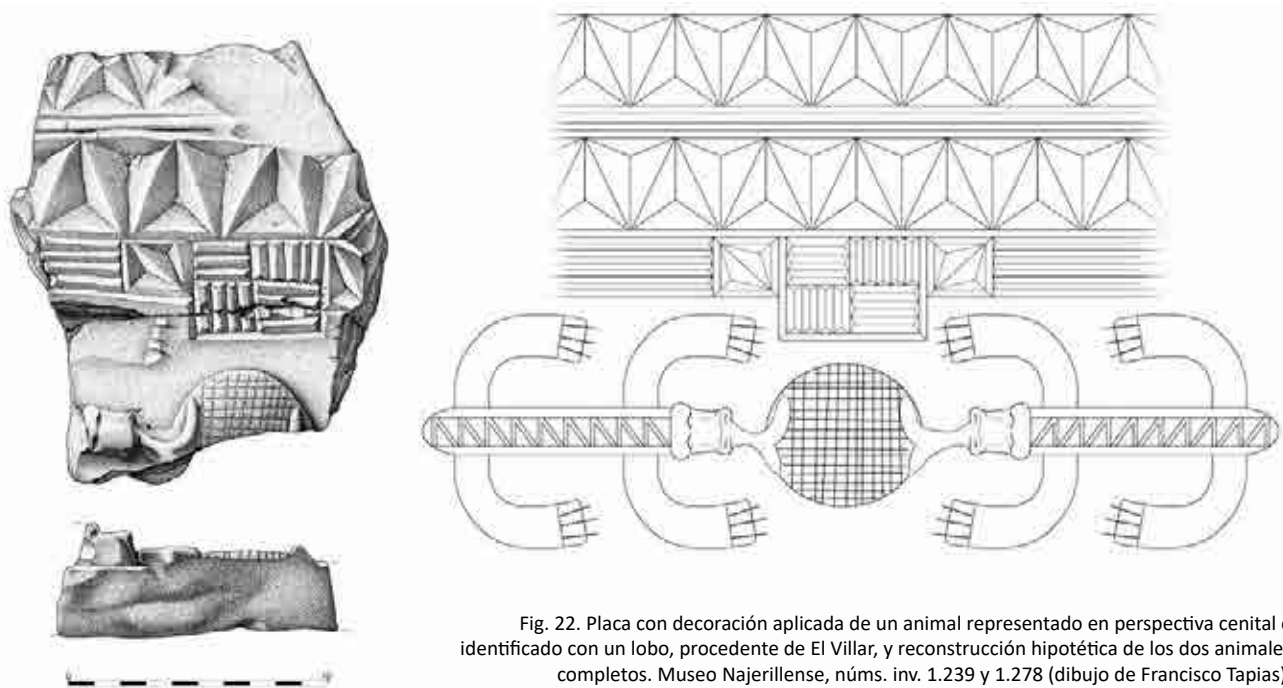 Fig. 22. Placa con decoración aplicada de un animal representado en perspectiva cenital e
identificado con un lobo, procedente de El Villar, y reconstrucción hipotética de los dos animales
completos. Museo Najerillense, núms. inv. 1.239 y 1.278 (dibujo de Francisco Tapias)